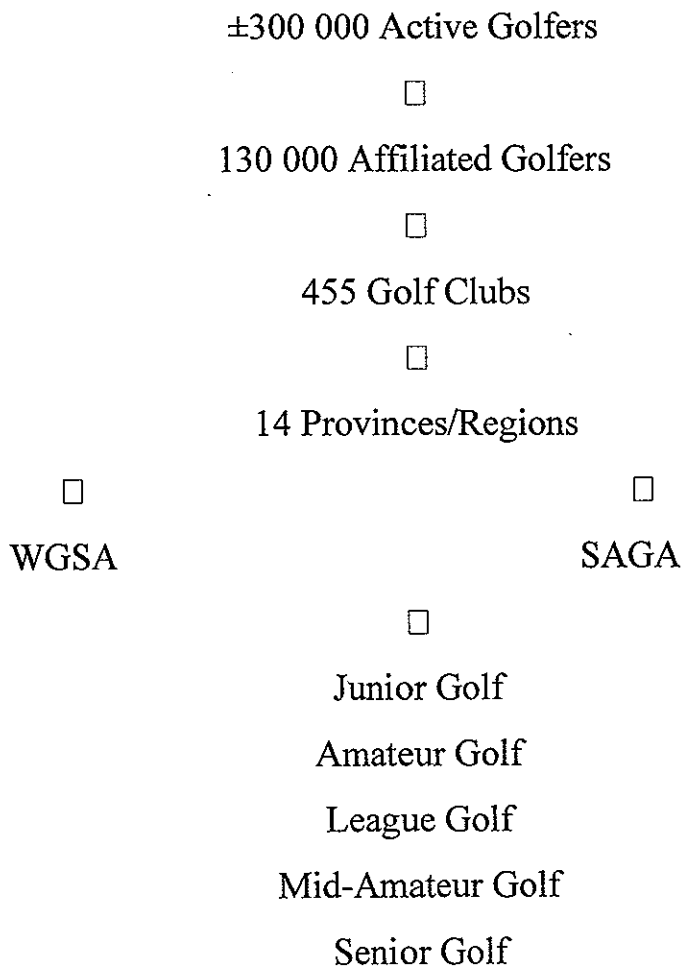 ±300 000 Active Golfers
□
130 000 Affiliated Golfers
□
455 Golf Clubs
□
14 Provinces/Regions
□ □
WGSA SAGA
□
Junior Golf
Amateur Golf
League Golf
Mid-Amateur Golf
Senior Golf